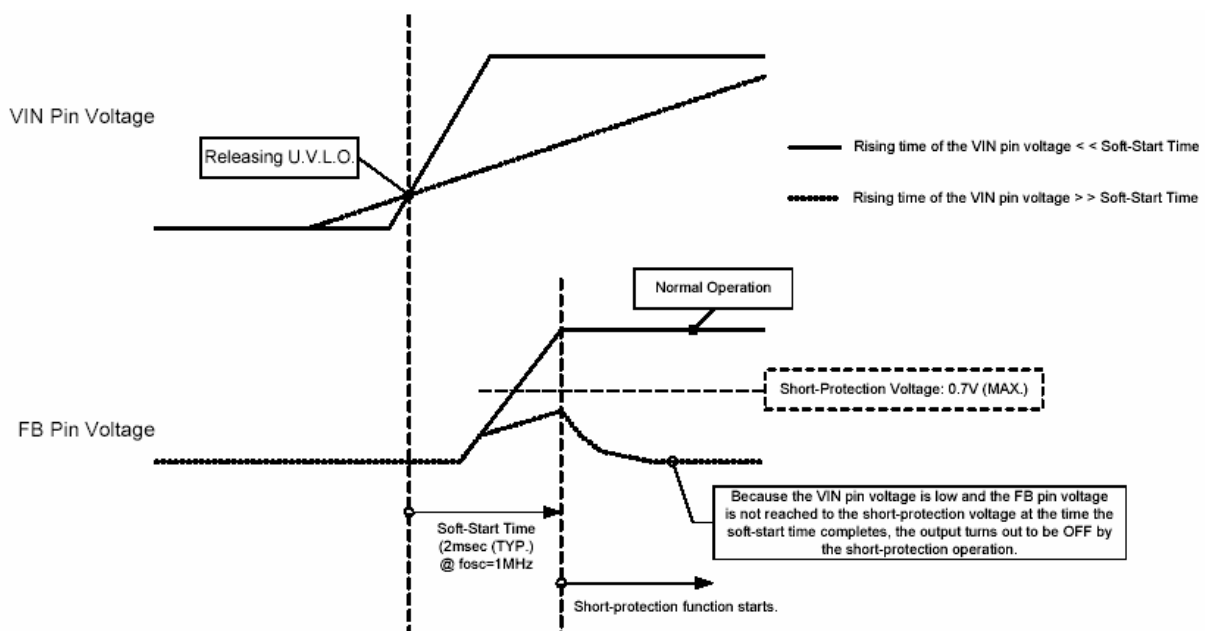 VIN Pin Voltage
Releasing U.V.L.O.
Rising time of the VIN pin voltage < < Soft-Start Time
Rising time of the VIN pin voltage > > Soft-Start Time
Normal Operation
Short-Protection Voltage: 0.7V (MAX.)
FB Pin Voltage
Because the VIN pin voltage is low and the FB pin voltage
is not reached to the short-protection voltage at the time the
soft-start time completes, the output turns out to be OFF by
the short-protection operation.
Soft-Start Time
(2msec (TYP.)
@ fosc=1MHz
Short-protection function starts.